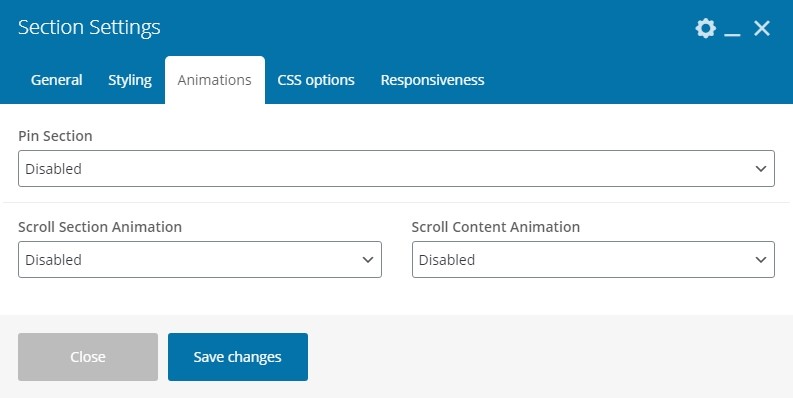 Section Settings
General Styling Animations CSS options Responsiveness
Pin Section
Disabled
Scroll Section Animation Scroll Content Animation
Disabled Disabled
Close Save changes